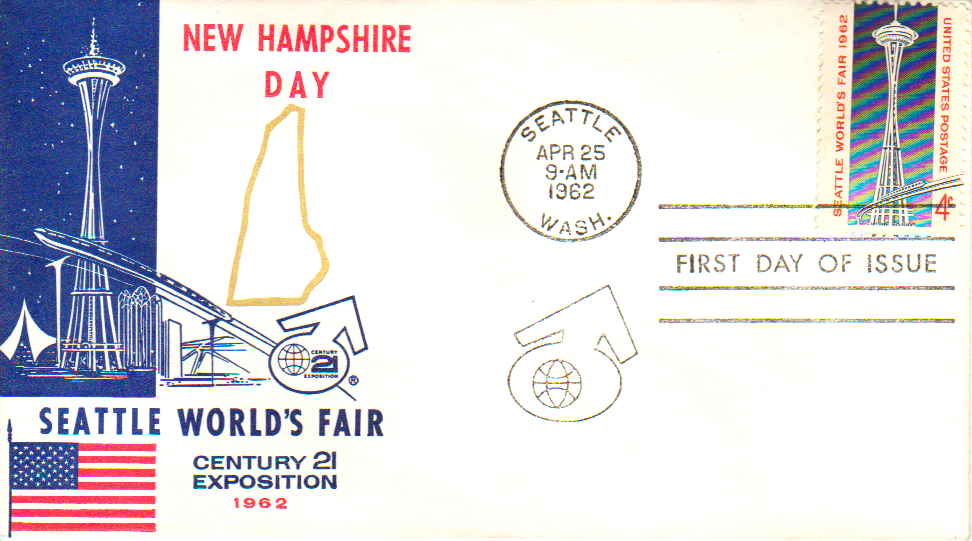 NEW HAMPSHIRE
DAY
CENTURY
21
EXPOSITION
®
SEATTLE WORLD'S FAIR
CENTURY 21
EXPOSITION
1962
SEATTLE
APR 25
9-AM
1962
WASH.
SEATTLE WORLD'S FAIR 1962
UNITED STATES POSTAGE
4¢
FIRST DAY OF ISSUE